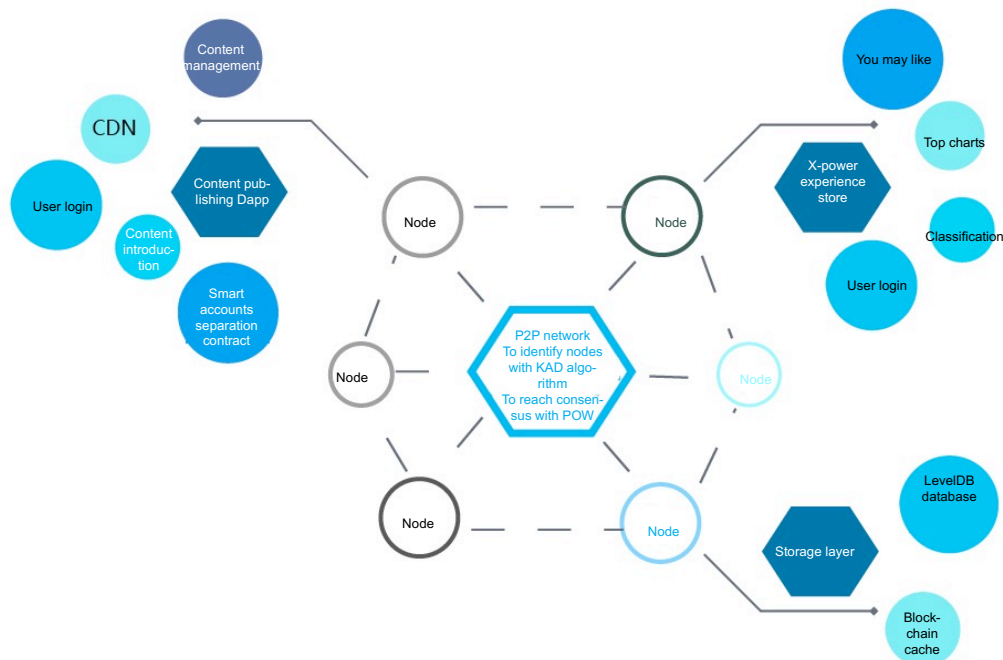 Content
management
CDN
Content pub-
lishing Dapp
User login
Content
introduc-
tion
Smart
accounts
separation
contract
You may like
Top charts
X-power
experience
store
Classification
User login
Node
Node
Node
P2P network
To identify nodes
with KAD algo-
rithm
To reach consen-
sus with POW
Node
Node
Node
LevelDB
database
Storage layer
Block-
chain
cache